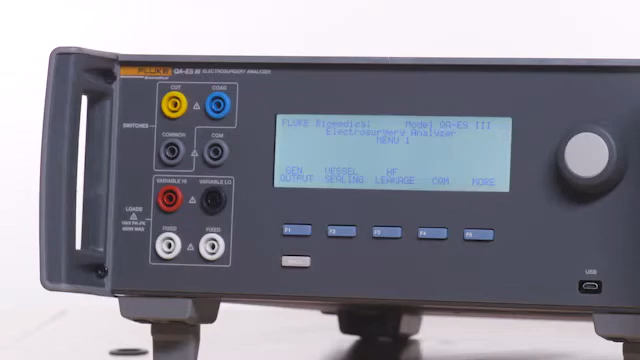 FLUKE QA-ES III ELECTROSURGERY ANALYZER
CUT COAG
SWITCHES
COMMON CQM
VARIABLE HI VARIABLE LO
LOADS
FIXED FIXED
FLUKE Biomedical Model QA-ES III
Electrosurgery Analyzer
MENU 1
GEN. VESSEL HF
OUTPUT SEALING LEAKAGE CQM MORE
F1 F2 F3 F4 F5
USB